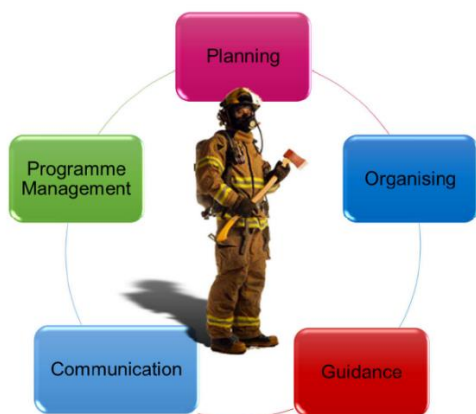 Planning
Organising
Guidance
Communication
Programme
Management